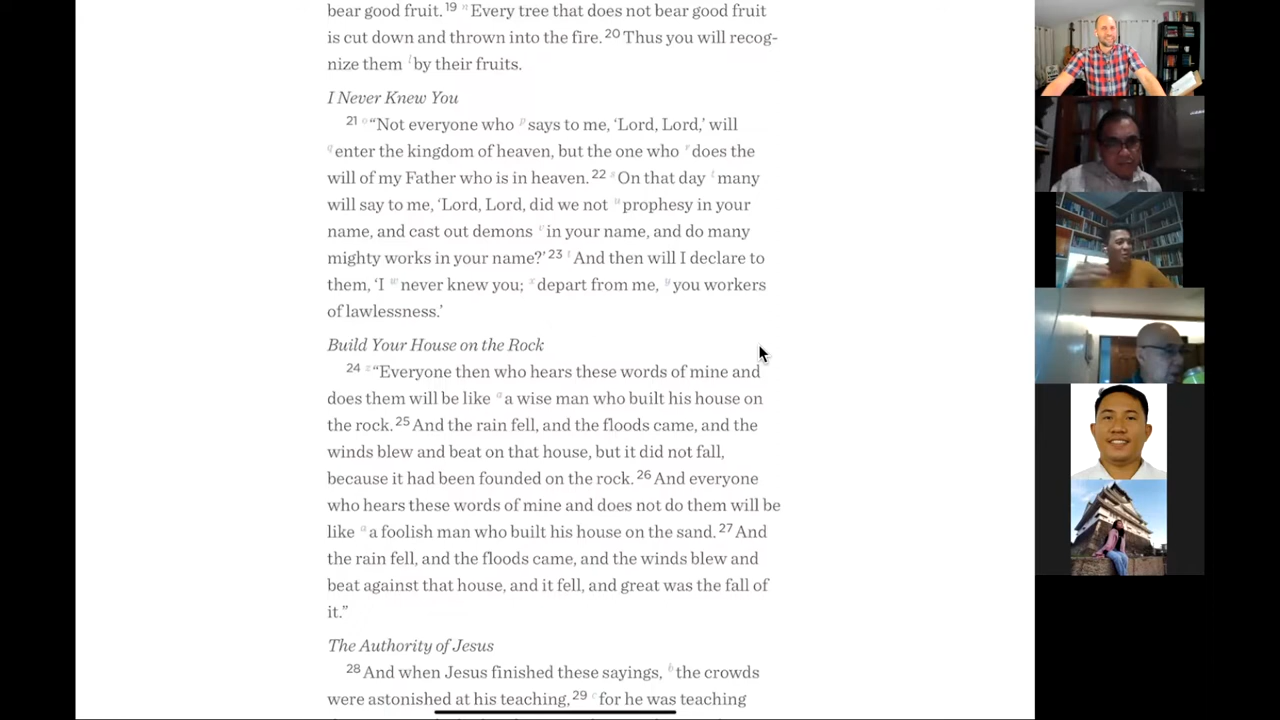 bear good fruit. 19 n Every tree that does not bear good fruit
is cut down and thrown into the fire. 20 Thus you will recog-
nize them l by their fruits.
I Never Knew You
21 o “Not everyone who p says to me, ‘Lord, Lord,’ will
q enter the kingdom of heaven, but the one who r does the
will of my Father who is in heaven. 22 s On that day t many
will say to me, ‘Lord, Lord, did we not u prophesy in your
name, and cast out demons v in your name, and do many
mighty works in your name?’ 23 t And then will I declare to
them, ‘I w never knew you; x depart from me, y you workers
of lawlessness.’
Build Your House on the Rock
24 z “Everyone then who hears these words of mine and
does them will be like a a wise man who built his house on
the rock. 25 And the rain fell, and the floods came, and the
winds blew and beat on that house, but it did not fall,
because it had been founded on the rock. 26 And everyone
who hears these words of mine and does not do them will be
like a a foolish man who built his house on the sand. 27 And
the rain fell, and the floods came, and the winds blew and
beat against that house, and it fell, and great was the fall of
it.”
The Authority of Jesus
28 And when Jesus finished these sayings, b the crowds
were astonished at his teaching, 29 c for he was teaching